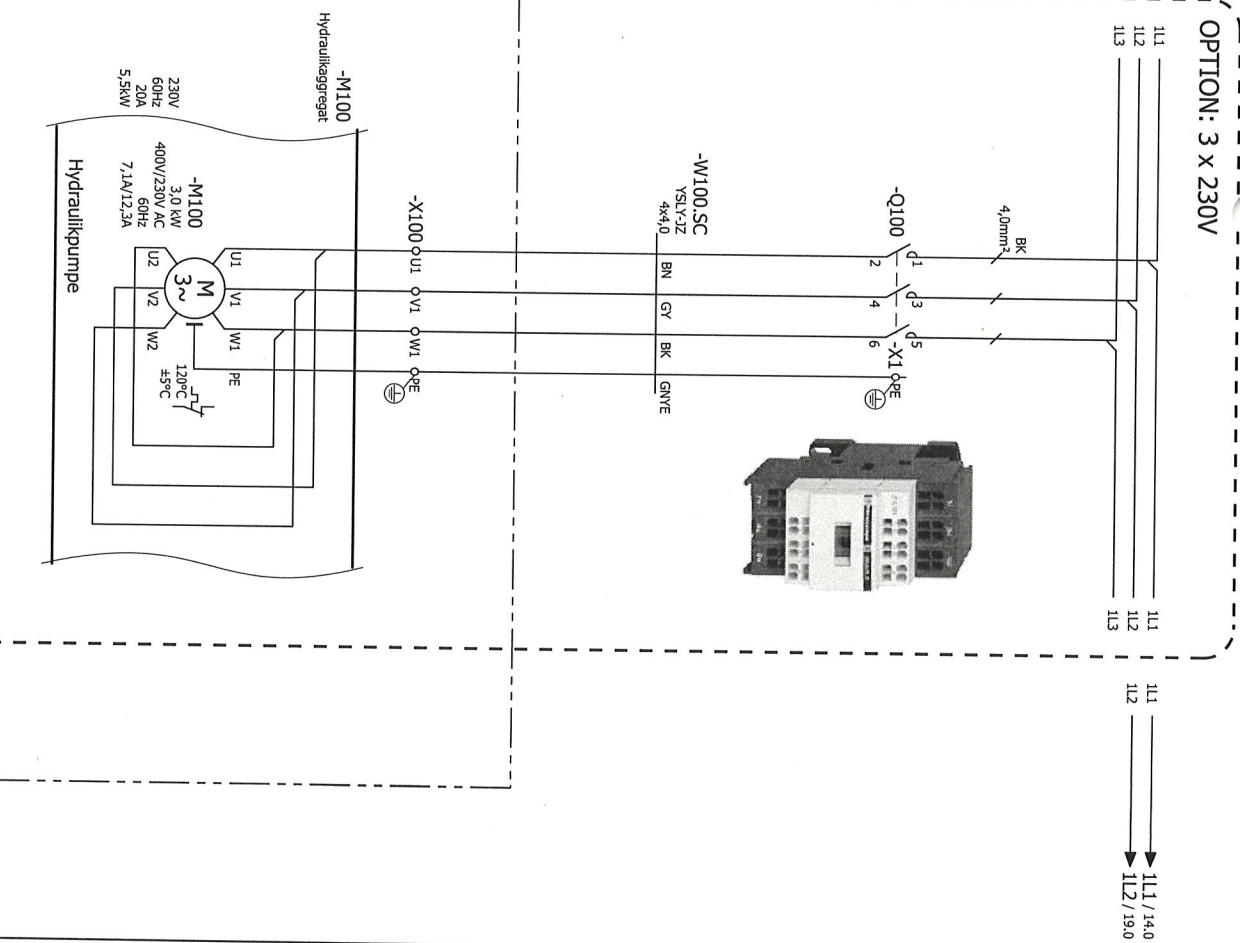 OPTION: 3 x 230V
1L1
1L2
1L3
1L1
1L2
1L3
1L1
1L2
1L1 / 14.0
1L2 / 19.0
BK
4,0mm²
-Q100
1
2
3
4
5
6
-X1
PE
-W100.SC
YSLY-JZ
4x4,0
BN
GY
BK
GNYE
-X100
U1
V1
W1
PE
-M100
Hydraulikaggregat
230V
60Hz
20A
5,5kW
-M100
3,0 kW
400V/230V AC
60Hz
7,1A/12,3A
U1
V1
W1
PE
M
3~
U2
V2
W2
120°C
±5°C
Hydraulikpumpe